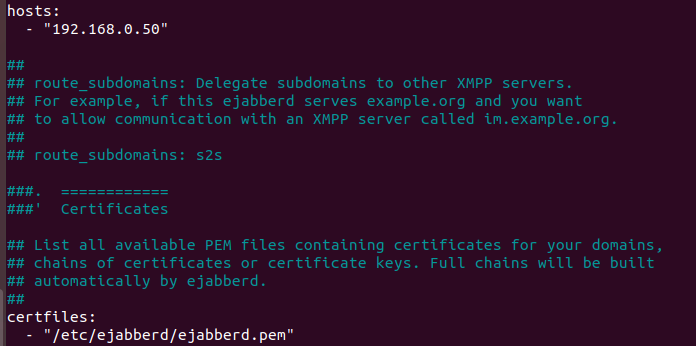 hosts:
  - "192.168.0.50"
##
## route_subdomains: Delegate subdomains to other XMPP servers.
## For example, if this ejabberd serves example.org and you want
## to allow communication with an XMPP server called im.example.org.
##
## route_subdomains: s2s
###.  ============
###'  Certificates
## List all available PEM files containing certificates for your domains,
## chains of certificates or certificate keys. Full chains will be built
## automatically by ejabberd.
##
certfiles:
  - "/etc/ejabberd/ejabberd.pem"